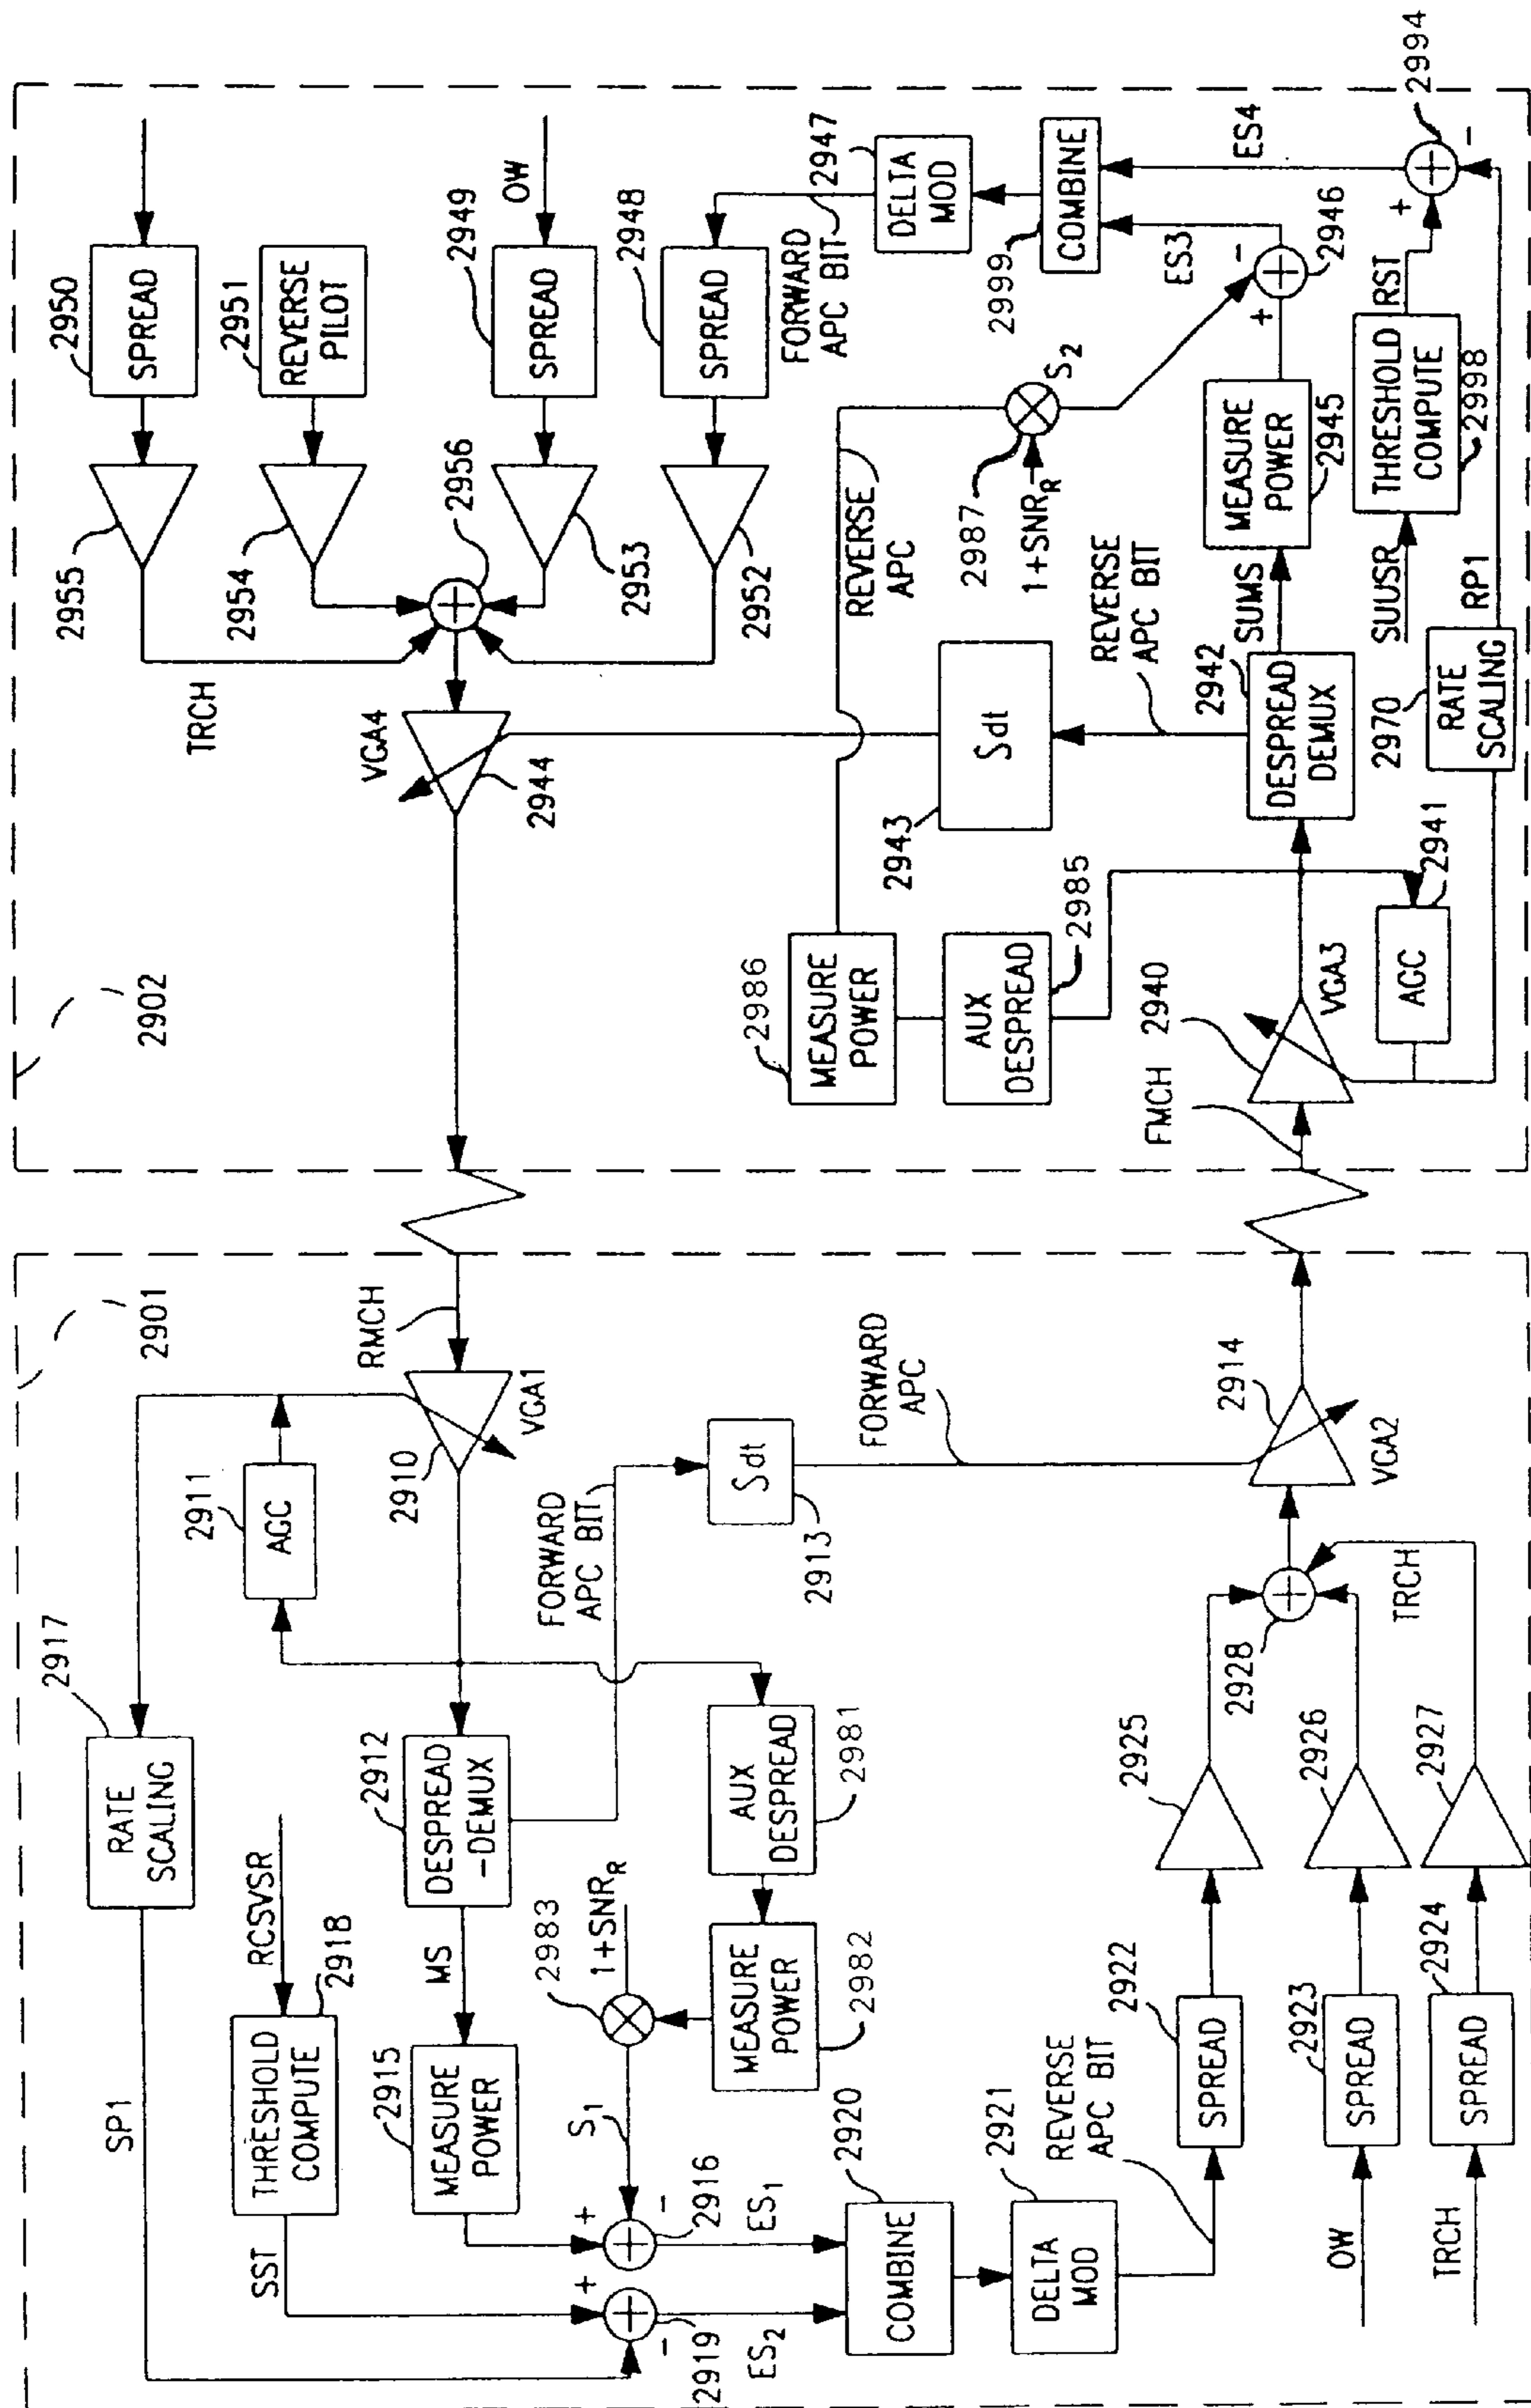 2901
2917
RATE
SCALING
SP1
2911
AGC
RMCH
VGA1
2910
RCSVSR
2918
THRESHOLD
COMPUTE
SST
2912
DESPREAD
-DEMUX
MS
2915
MEASURE
POWER
FORWARD
APC BIT
Sdt
2913
FORWARD
APC
2981
AUX
DESPREAD
2982
MEASURE
POWER
2983
1+SNRR
S1
+
-
2916
ES1
+
-
2919
ES2
2920
COMBINE
2921
DELTA
MOD
REVERSE
APC BIT
2922
SPREAD
2923
SPREAD
2924
SPREAD
OW
TRCH
2925
2926
2927
2928
TRCH
2914
VGA2
2902
2950
SPREAD
2951
REVERSE
PILOT
2949
SPREAD
OW
2948
SPREAD
FORWARD
APC BIT
2947
DELTA
MOD
2955
2954
2956
2953
2952
TRCH
VGA4
2944
2999
COMBINE
ES3
ES4
2994
+
-
2946
+
-
S2
2987
1+SNRR
REVERSE
APC
REVERSE
APC BIT
Sdt
2943
2942
DESPREAD
DEMUX
SUMS
MEASURE
POWER
2945
RST
THRESHOLD
COMPUTE
2998
SUUSR
RP1
2970
RATE
SCALING
2986
MEASURE
POWER
AUX
DESPREAD
2985
FMCH
2940
VGA3
2941
AGC